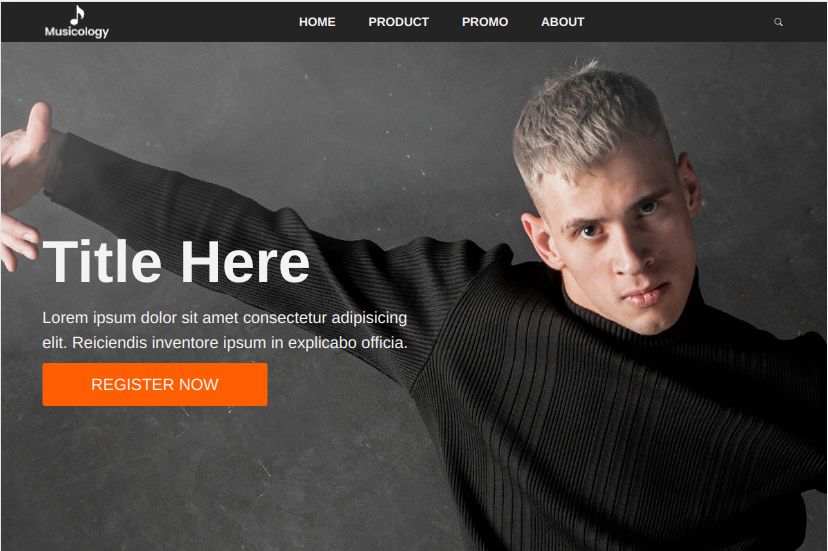 Musicology
HOME PRODUCT PROMO ABOUT
Title Here
Lorem ipsum dolor sit amet consectetur adipisicing
elit. Reiciendis inventore ipsum in explicabo officia.
REGISTER NOW